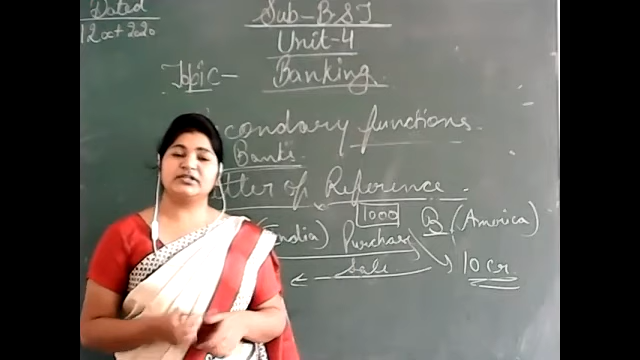 Dated
12 Oct 2020
Sub-BST
Unit-4
Topic- Banking
condary functions.
Banks
tter of Reference.
1000
(India) Purchase B (America)
Sale 10 cr.